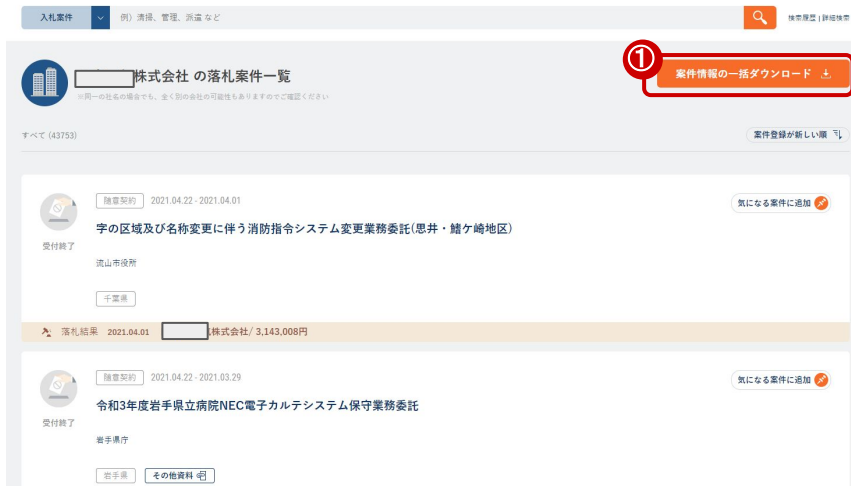 入札案件
例）清掃、管理、派遣 など
検索履歴 | 詳細検索
株式会社 の落札案件一覧
※同一の社名の場合でも、全く別の会社の可能性もありますのでご確認ください
①
案件情報の一括ダウンロード
すべて (43753)
案件登録が新しい順
随意契約 2021.04.22 - 2021.04.01
気になる案件に追加
字の区域及び名称変更に伴う消防指令システム変更業務委託(思井・鰭ケ崎地区)
受付終了
流山市役所
千葉県
落札結果 2021.04.01 株式会社/ 3,143,008円
随意契約 2021.04.22 - 2021.03.29
気になる案件に追加
令和3年度岩手県立病院NEC電子カルテシステム保守業務委託
受付終了
岩手県庁
岩手県 その他資料